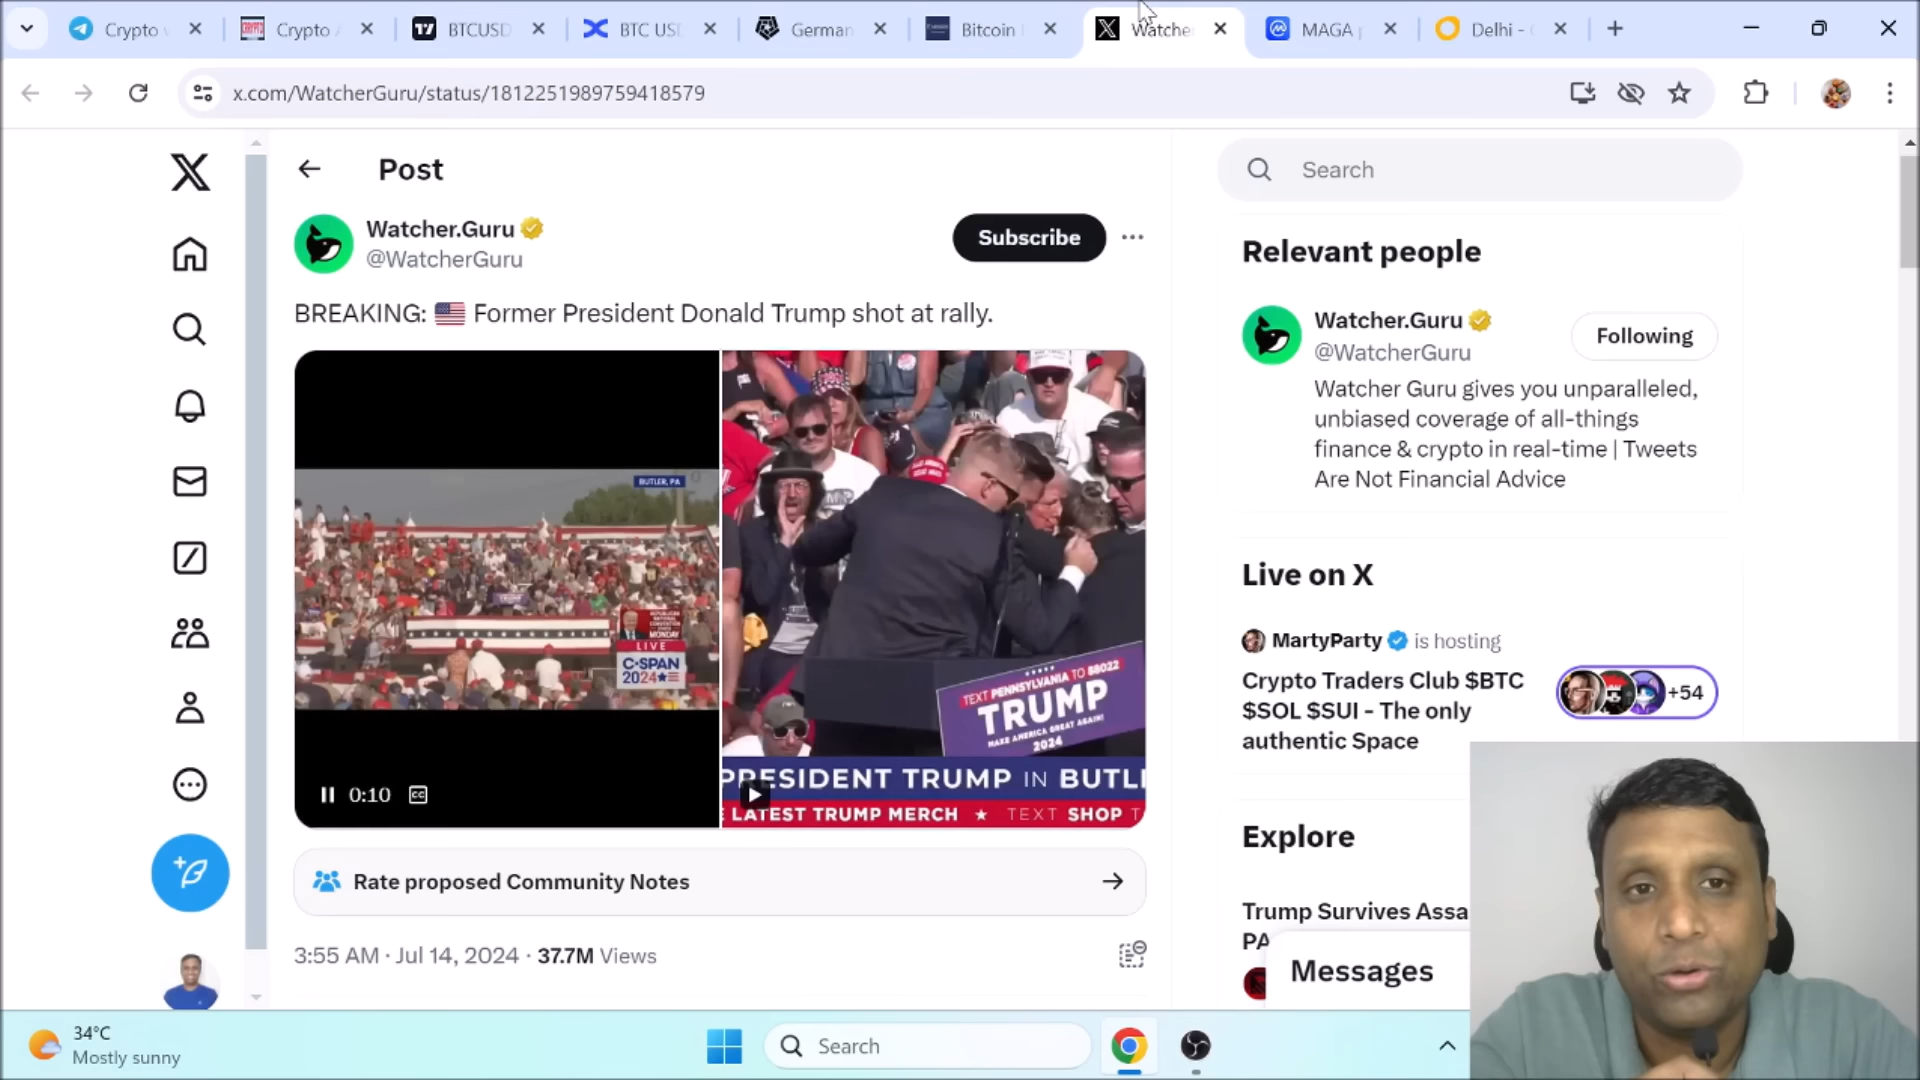 Crypto
Crypto
BTCUSD
BTC US
German
Bitcoin
Watche
MAGA
Delhi -
x.com/WatcherGuru/status/1812251989759418579
Post
Search
Watcher.Guru
@WatcherGuru
Subscribe
BREAKING: 🇺🇸 Former President Donald Trump shot at rally.
BUTLER, PA
MONDAY
LIVE
C-SPAN
2024
TEXT PENNSYLVANIA TO 88022
TRUMP
MAKE AMERICA GREAT AGAIN!
2024
PRESIDENT TRUMP IN BUTL
LATEST TRUMP MERCH ★ TEXT SHOP T
0:10
CC
Rate proposed Community Notes
3:55 AM · Jul 14, 2024 · 37.7M Views
Relevant people
Watcher.Guru
@WatcherGuru
Following
Watcher Guru gives you unparalleled,
unbiased coverage of all-things
finance & crypto in real-time | Tweets
Are Not Financial Advice
Live on X
MartyParty is hosting
Crypto Traders Club $BTC
$SOL $SUI - The only
authentic Space
+54
Explore
Trump Survives Assa
PA
Messages
34°C
Mostly sunny
Search